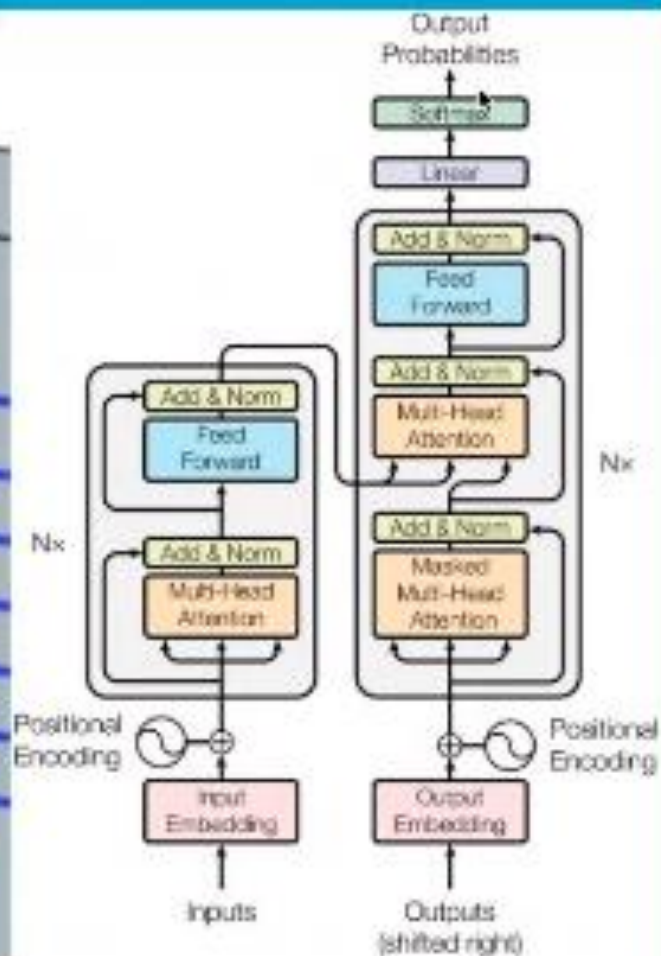 Output
Probabilities
Softmax
Linear
Add & Norm
Feed
Forward
Add & Norm
Multi-Head
Attention
Add & Norm
Masked
Multi-Head
Attention
Nx
Positional
Encoding
Output
Embedding
Outputs
(shifted right)
Add & Norm
Feed
Forward
Add & Norm
Multi-Head
Attention
Nx
Positional
Encoding
Input
Embedding
Inputs